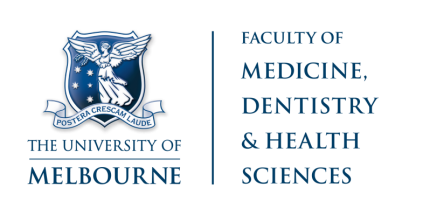 POSTERA CRESCAM LAUDE
THE UNIVERSITY OF
MELBOURNE
FACULTY OF
MEDICINE,
DENTISTRY
& HEALTH
SCIENCES